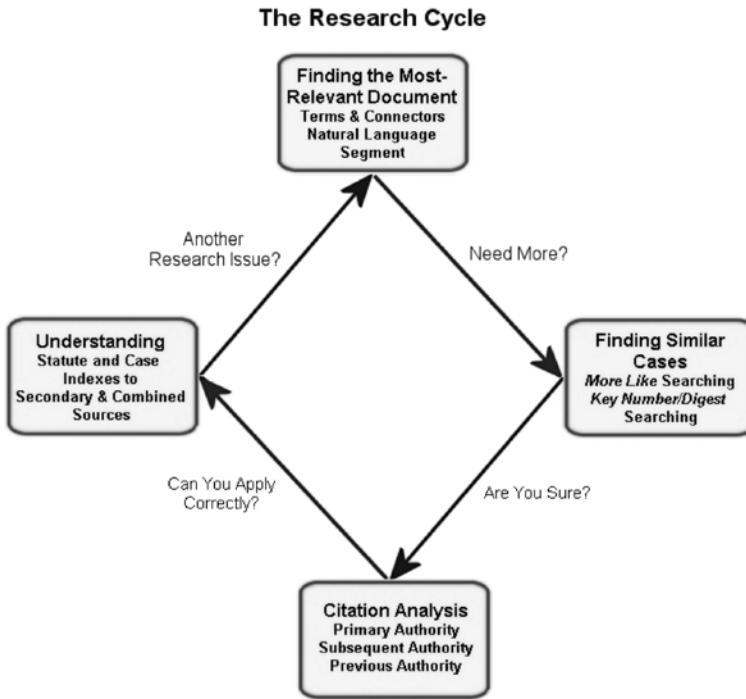 The Research Cycle
Finding the Most-
Relevant Document
Terms & Connectors
Natural Language
Segment
Another
Research Issue?
Need More?
Understanding
Statute and Case
Indexes to
Secondary & Combined
Sources
Finding Similar
Cases
More Like Searching
Key Number/Digest
Searching
Can You Apply
Correctly?
Are You Sure?
Citation Analysis
Primary Authority
Subsequent Authority
Previous Authority